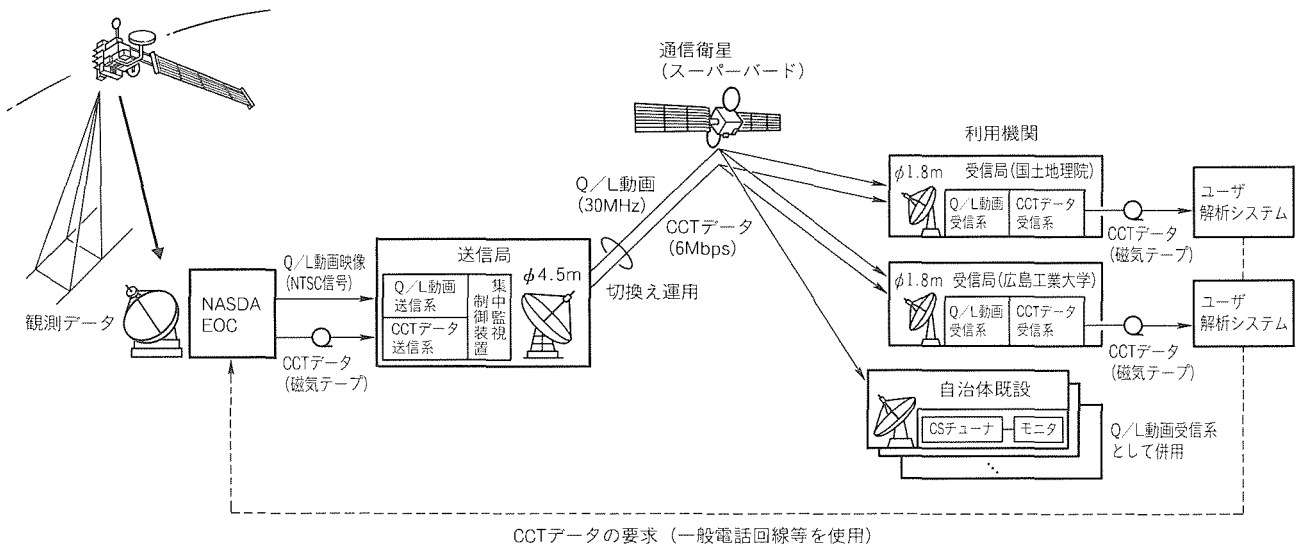 通信衛星
(スーパーバード)
利用機関
φ1.8m 受信局(国土地理院)
Q／L動画
受信系
CCTデータ
受信系
CCTデータ
(磁気テープ)
ユーザ
解析システム
Q／L動画
(30MHz)
CCTデータ
(6Mbps)
切換え運用
観測データ
NASDA
EOC
Q／L動画映像
(NTSC信号)
CCTデータ
(磁気テープ)
送信局
Q／L動画
送信系
CCTデータ
送信系
集中監視
制御装置
φ4.5m
φ1.8m 受信局(広島工業大学)
Q／L動画
受信系
CCTデータ
受信系
CCTデータ
(磁気テープ)
ユーザ
解析システム
自治体既設
CSチューナ
モニタ
Q／L動画受信系
として併用
CCTデータの要求（一般電話回線等を使用）